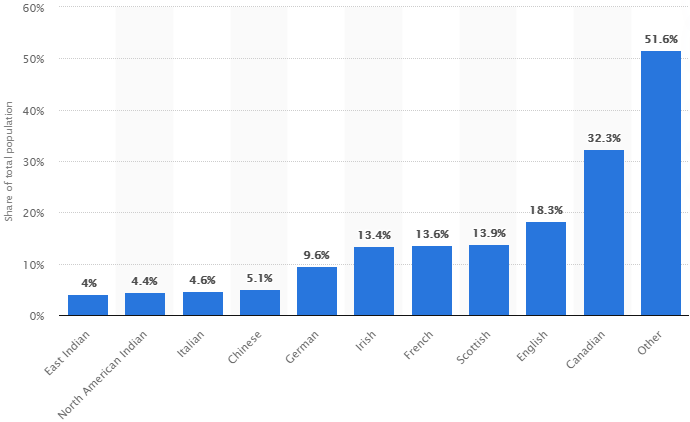 Share of total population
60%
50%
40%
30%
20%
10%
0%
4%
4.4%
4.6%
5.1%
9.6%
13.4%
13.6%
13.9%
18.3%
32.3%
51.6%
East Indian
North American Indian
Italian
Chinese
German
Irish
French
Scottish
English
Canadian
Other